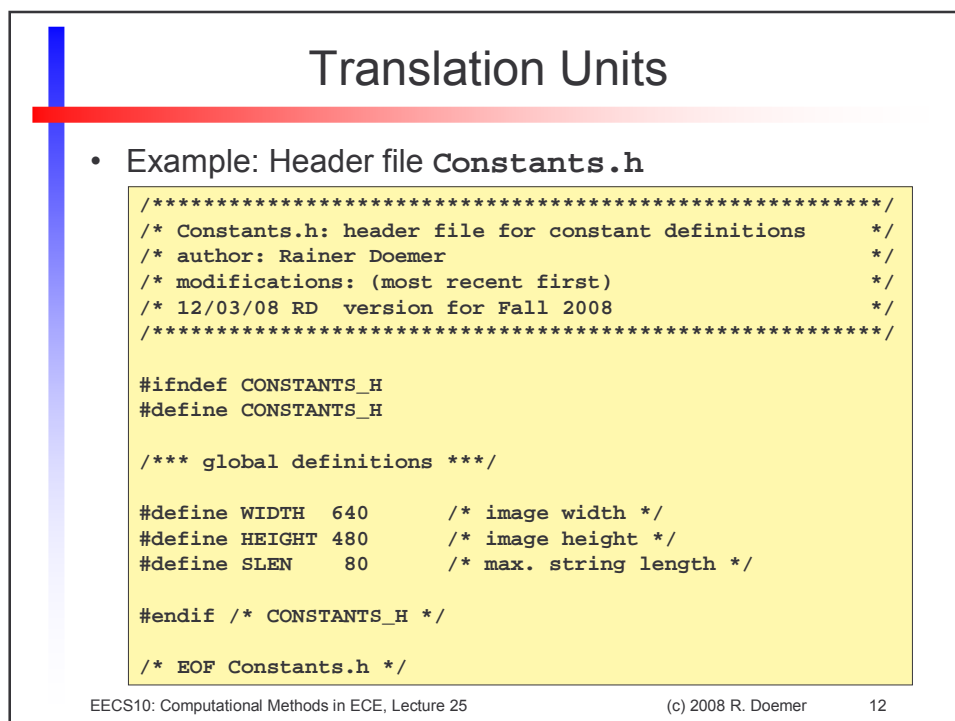 Translation Units
• Example: Header file Constants.h
/*********************************************************/
/* Constants.h: header file for constant definitions     */
/* author: Rainer Doemer                                 */
/* modifications: (most recent first)                    */
/* 12/03/08 RD  version for Fall 2008                    */
/*********************************************************/
#ifndef CONSTANTS_H
#define CONSTANTS_H
/*** global definitions ***/
#define WIDTH  640      /* image width */
#define HEIGHT 480      /* image height */
#define SLEN    80      /* max. string length */
#endif /* CONSTANTS_H */
/* EOF Constants.h */
EECS10: Computational Methods in ECE, Lecture 25 (c) 2008 R. Doemer 12